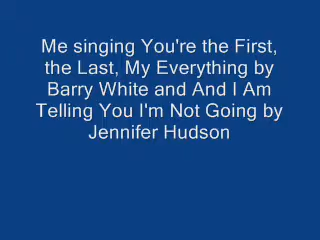 Me singing You're the First,
the Last, My Everything by
Barry White and And I Am
Telling You I'm Not Going by
Jennifer Hudson